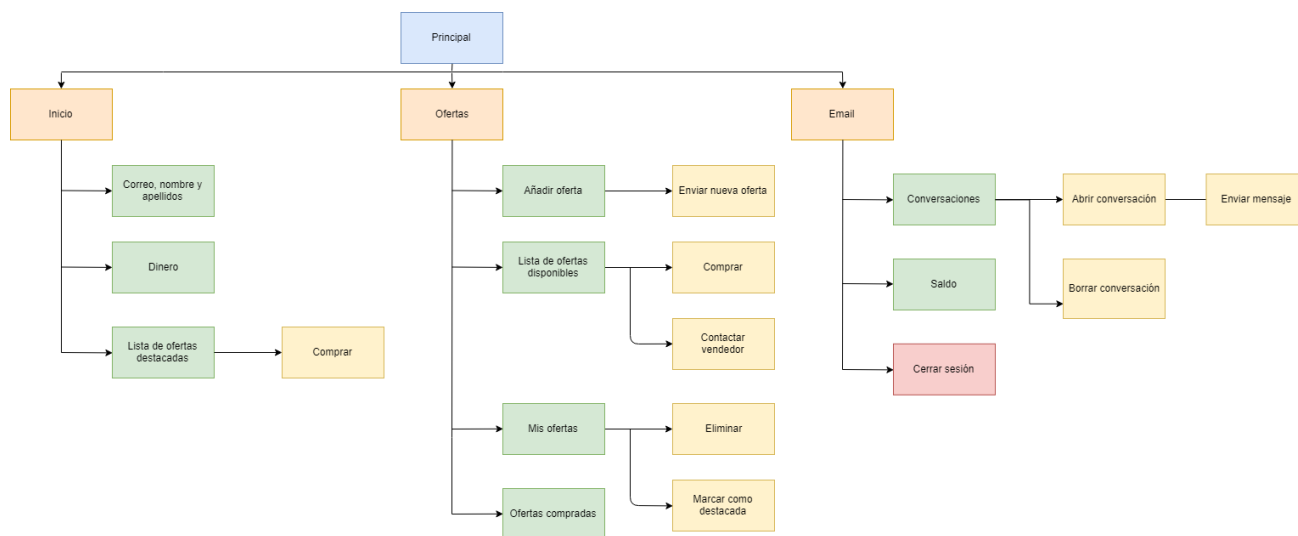 Principal
Inicio
Ofertas
Email
Correo, nombre y
apellidos
Añadir oferta
Enviar nueva oferta
Conversaciones
Abrir conversación
Enviar mensaje
Dinero
Lista de ofertas
disponibles
Comprar
Saldo
Borrar conversación
Lista de ofertas
destacadas
Comprar
Contactar
vendedor
Cerrar sesión
Mis ofertas
Eliminar
Ofertas compradas
Marcar como
destacada